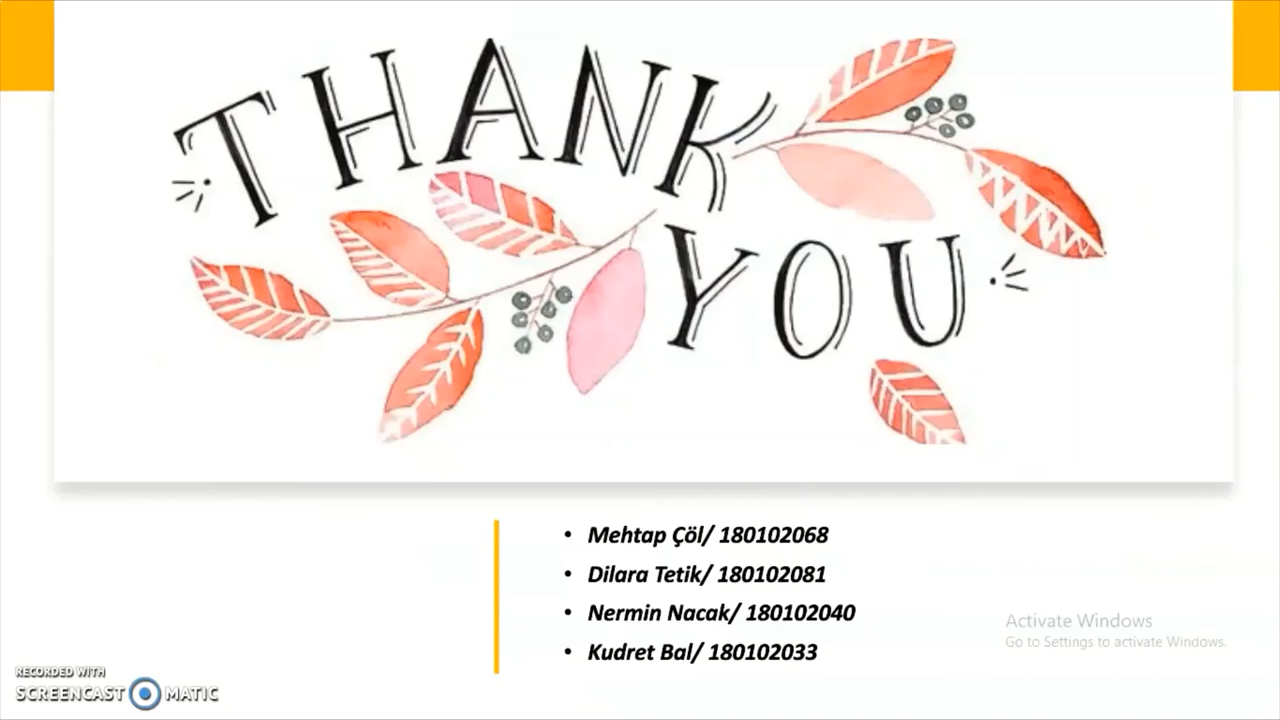 THANK
YOU
• Mehtap Çöl/ 180102068
• Dilara Tetik/ 180102081
• Nermin Nacak/ 180102040
• Kudret Bal/ 180102033
Activate Windows
Go to Settings to activate Windows.
RECORDED WITH
SCREENCAST MATIC